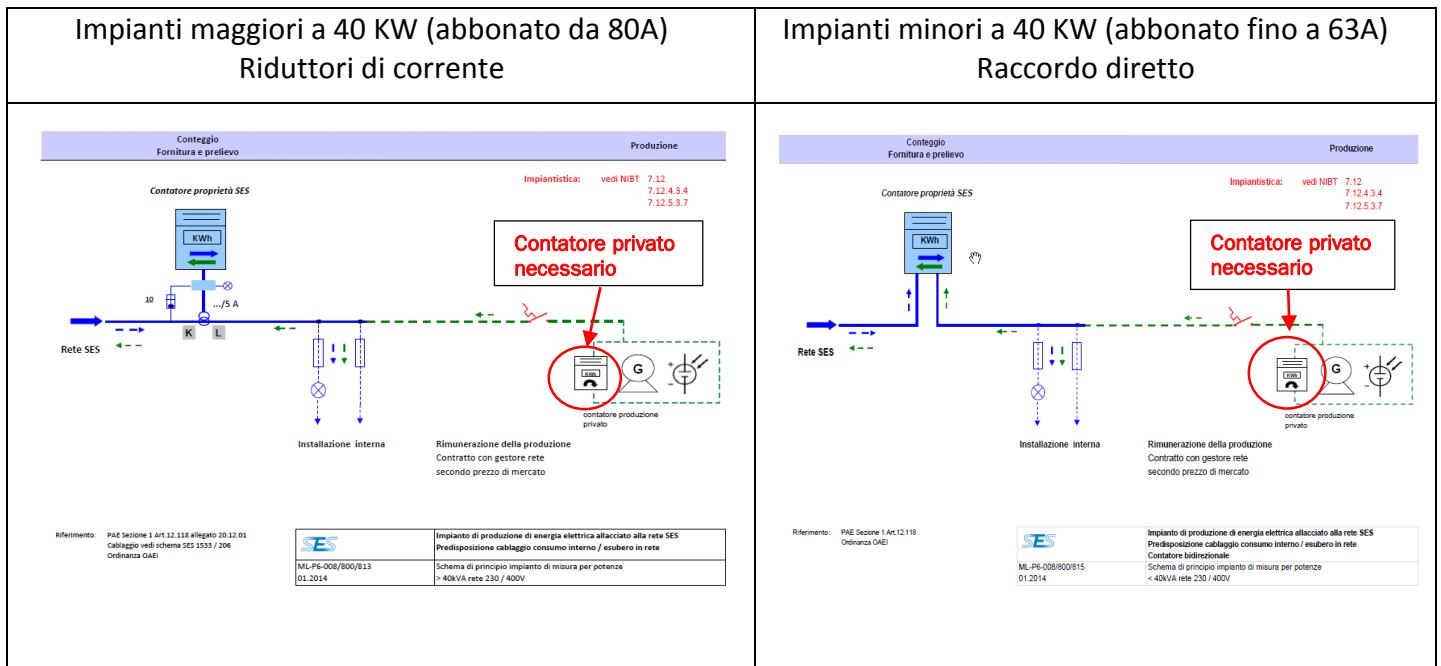 Impianti maggiori a 40 KW (abbonato da 80A)
Riduttori di corrente
Impianti minori a 40 KW (abbonato fino a 63A)
Raccordo diretto
Conteggio
Fornitura e prelievo
Produzione
Impiantistica: vedi NIBT 7.12
7.12.4.3.4
7.12.5.3.7
Contatore proprietà SES
KWh
Contatore privato
necessario
10
.../5 A
K L
Rete SES
KWh
G
+
−
contatore produzione
privato
Installazione interna
Rimunerazione della produzione
Contratto con gestore rete
secondo prezzo di mercato
Riferimento: PAE Sezione 1 Art.12.118 allegato 20.12.01
Cablaggio vedi schema SES 1533 / 206
Ordinanza OAEI
SES
Impianto di produzione di energia elettrica allacciato alla rete SES
Predisposizione cablaggio consumo interno / esubero in rete
ML-P6-008/800/813
01.2014
Schema di principio impianto di misura per potenze
> 40kVA rete 230 / 400V
Conteggio
Fornitura e prelievo
Produzione
Impiantistica: vedi NIBT 7.12
7.12.4.3.4
7.12.5.3.7
Contatore proprietà SES
KWh
Contatore privato
necessario
Rete SES
KWh
G
+
−
contatore produzione
privato
Installazione interna
Rimunerazione della produzione
Contratto con gestore rete
secondo prezzo di mercato
Riferimento: PAE Sezione 1 Art.12.118
Ordinanza OAEI
SES
Impianto di produzione di energia elettrica allacciato alla rete SES
Predisposizione cablaggio consumo interno / esubero in rete
Contatore bidirezionale
ML-P6-008/800/815
01.2014
Schema di principio impianto di misura per potenze
< 40kVA rete 230 / 400V